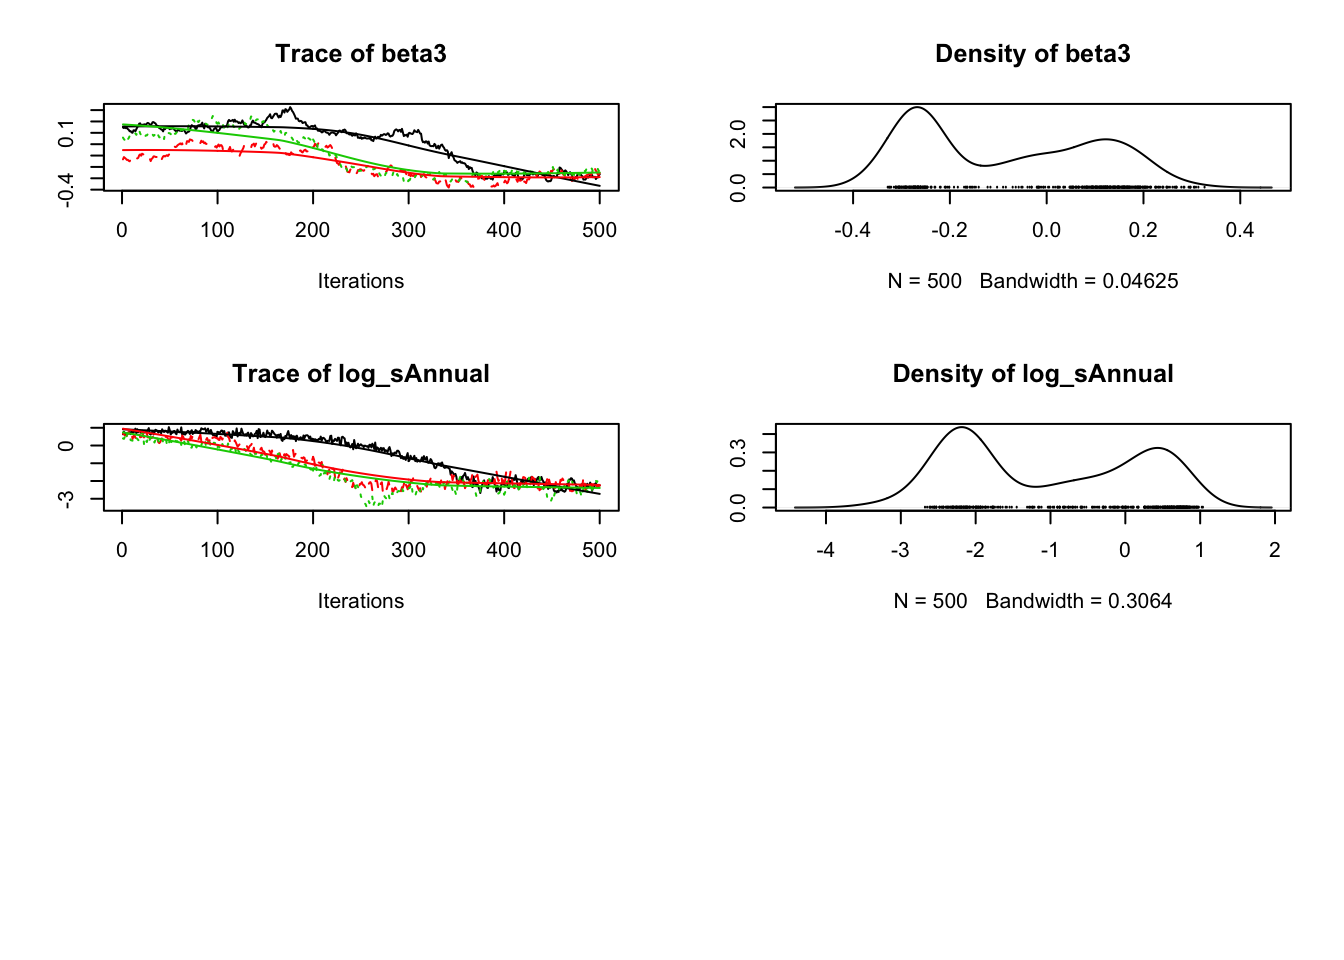 Trace of beta3
0.1
-0.4
0 100 200 300 400 500
Iterations
Density of beta3
2.0
0.0
-0.4 -0.2 0.0 0.2 0.4
N = 500 Bandwidth = 0.04625
Trace of log_sAnnual
0
-3
0 100 200 300 400 500
Iterations
Density of log_sAnnual
0.3
0.0
-4 -3 -2 -1 0 1 2
N = 500 Bandwidth = 0.3064